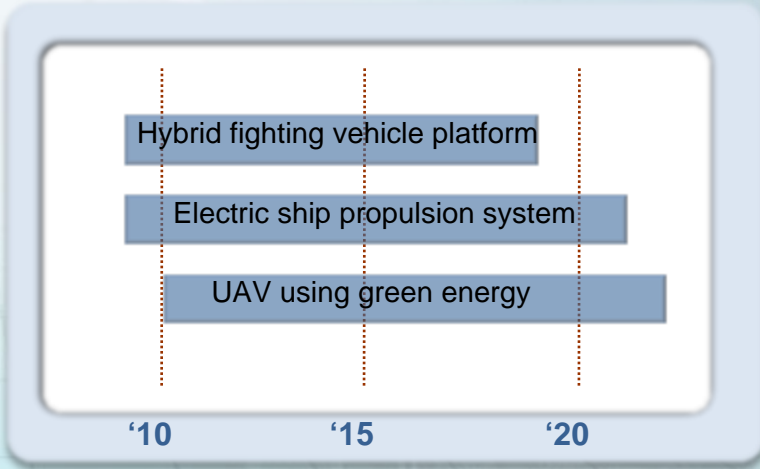 Hybrid fighting vehicle platform
Electric ship propulsion system
UAV using green energy
‘10 ‘15 ‘20